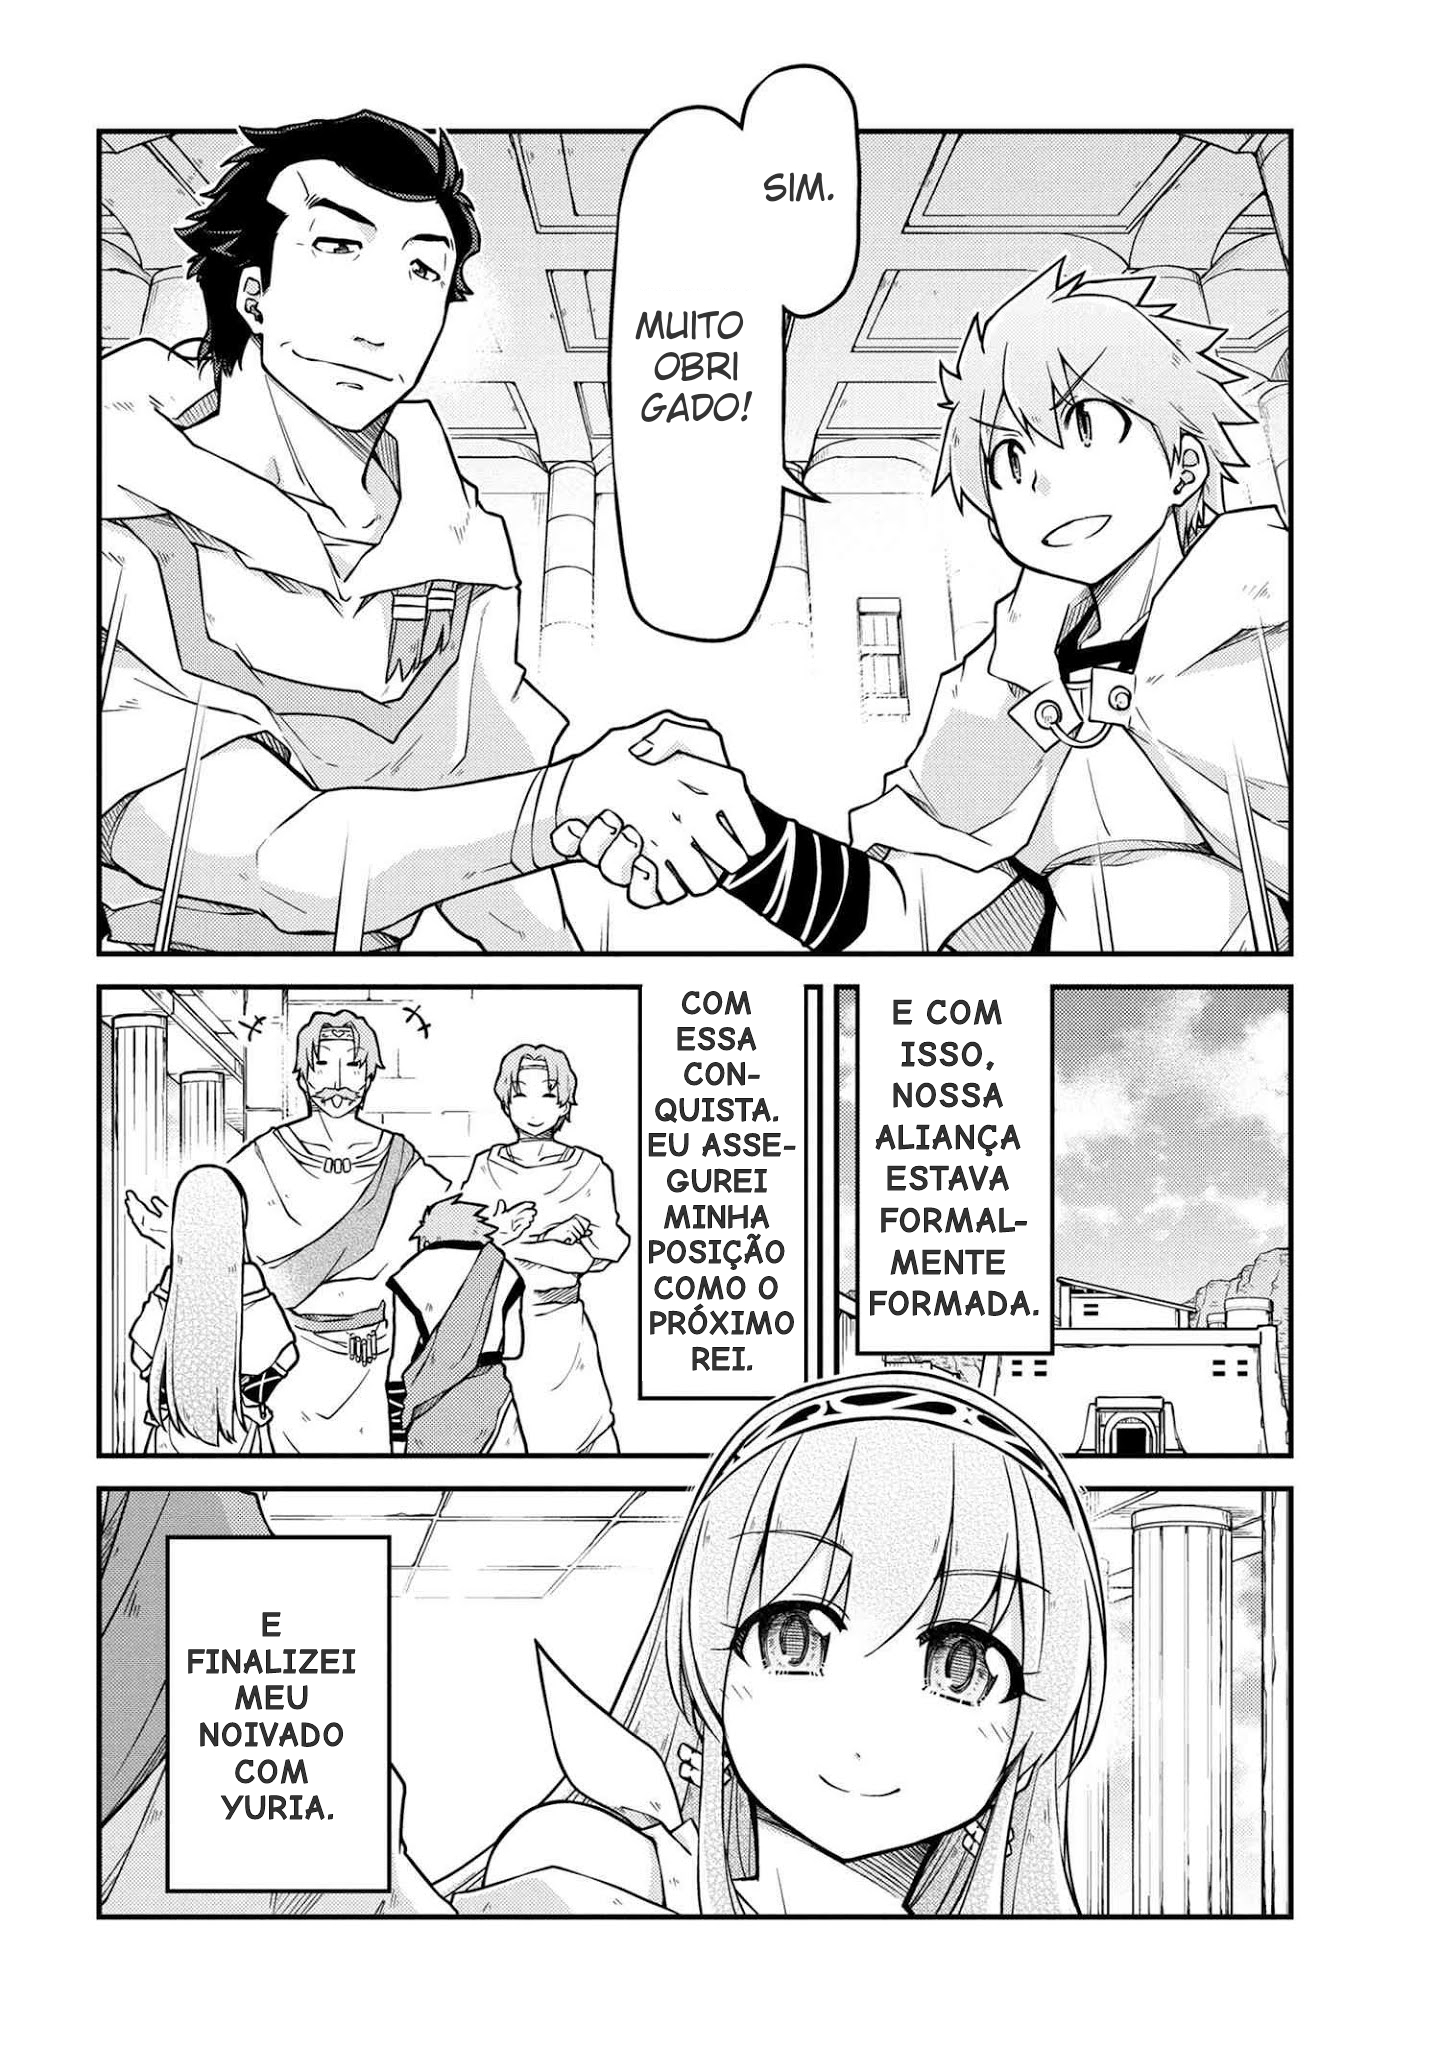 SIM.
MUITO
OBRI
GADO!
E COM
ISSO,
NOSSA
ALIANÇA
ESTAVA
FORMAL-
MENTE
FORMADA.
COM
ESSA
CON-
QUISTA.
EU ASSE-
GUREI
MINHA
POSIÇÃO
COMO O
PRÓXIMO
REI.
E
FINALIZEI
MEU
NOIVADO
COM
YURIA.